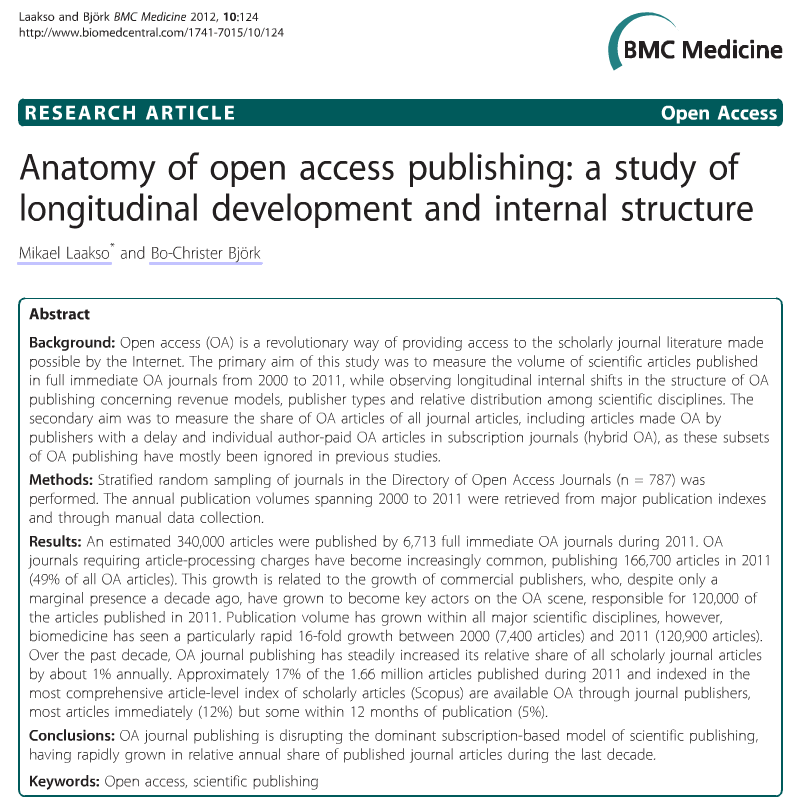 Laakso and Björk BMC Medicine 2012, 10:124
http://www.biomedcentral.com/1741-7015/10/124
BMC Medicine
RESEARCH ARTICLE Open Access
Anatomy of open access publishing: a study of
longitudinal development and internal structure
Mikael Laakso* and Bo-Christer Björk
Abstract
Background: Open access (OA) is a revolutionary way of providing access to the scholarly journal literature made
possible by the Internet. The primary aim of this study was to measure the volume of scientific articles published
in full immediate OA journals from 2000 to 2011, while observing longitudinal internal shifts in the structure of OA
publishing concerning revenue models, publisher types and relative distribution among scientific disciplines. The
secondary aim was to measure the share of OA articles of all journal articles, including articles made OA by
publishers with a delay and individual author-paid OA articles in subscription journals (hybrid OA), as these subsets
of OA publishing have mostly been ignored in previous studies.
Methods: Stratified random sampling of journals in the Directory of Open Access Journals (n = 787) was
performed. The annual publication volumes spanning 2000 to 2011 were retrieved from major publication indexes
and through manual data collection.
Results: An estimated 340,000 articles were published by 6,713 full immediate OA journals during 2011. OA
journals requiring article-processing charges have become increasingly common, publishing 166,700 articles in 2011
(49% of all OA articles). This growth is related to the growth of commercial publishers, who, despite only a
marginal presence a decade ago, have grown to become key actors on the OA scene, responsible for 120,000 of
the articles published in 2011. Publication volume has grown within all major scientific disciplines, however,
biomedicine has seen a particularly rapid 16-fold growth between 2000 (7,400 articles) and 2011 (120,900 articles).
Over the past decade, OA journal publishing has steadily increased its relative share of all scholarly journal articles
by about 1% annually. Approximately 17% of the 1.66 million articles published during 2011 and indexed in the
most comprehensive article-level index of scholarly articles (Scopus) are available OA through journal publishers,
most articles immediately (12%) but some within 12 months of publication (5%).
Conclusions: OA journal publishing is disrupting the dominant subscription-based model of scientific publishing,
having rapidly grown in relative annual share of published journal articles during the last decade.
Keywords: Open access, scientific publishing